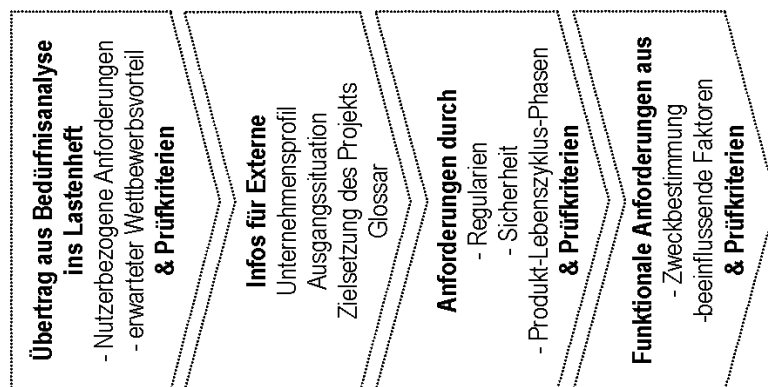 Übertrag aus Bedürfnisanalyse
ins Lastenheft
- Nutzerbezogene Anforderungen
- erwarteter Wettbewerbsvorteil
& Prüfkriterien
Infos für Externe
Unternehmensprofil
Ausgangssituation
Zielsetzung des Projekts
Glossar
Anforderungen durch
- Regularien
- Sicherheit
- Produkt-Lebenszyklus-Phasen
& Prüfkriterien
Funktionale Anforderungen aus
- Zweckbestimmung
-beeinflussende Faktoren
& Prüfkriterien